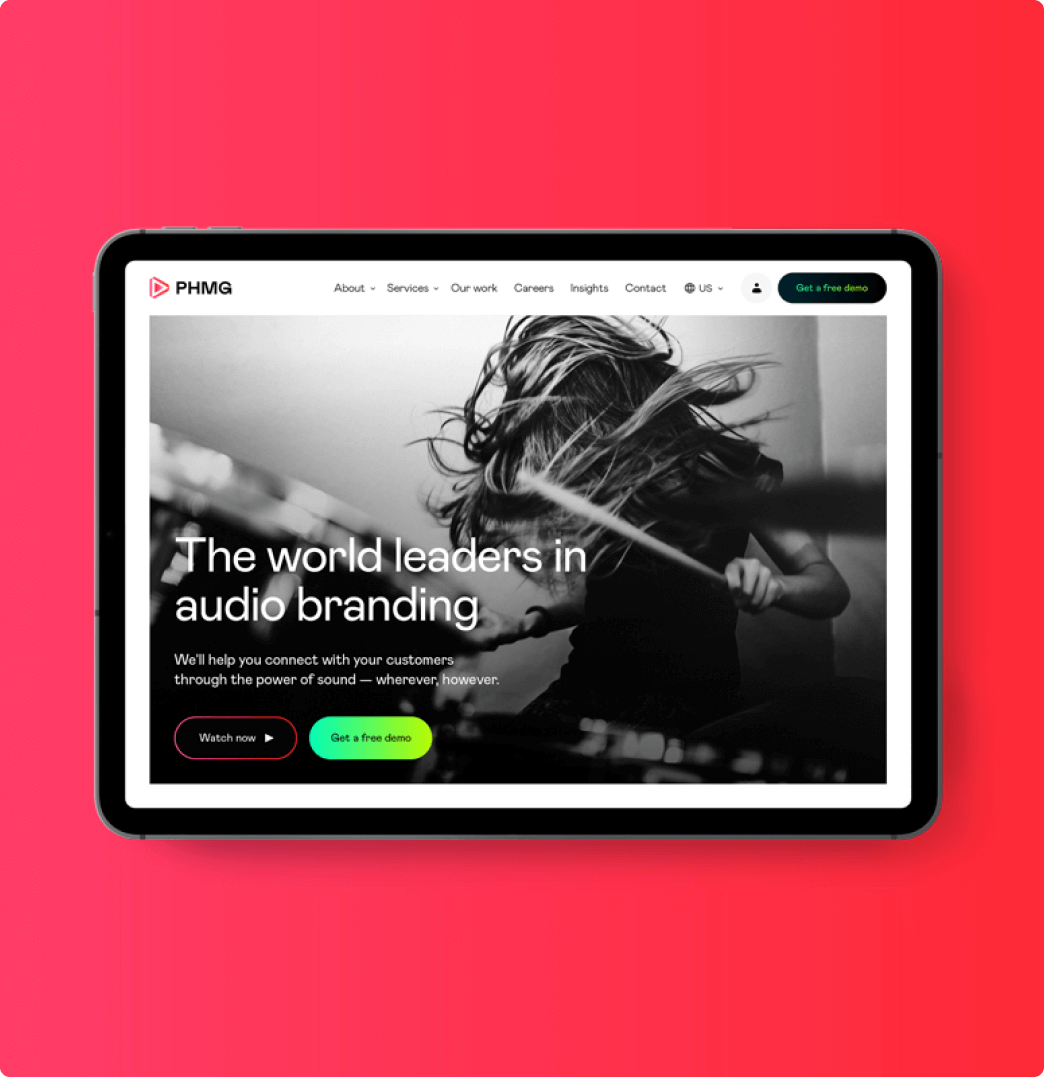 PHMG
About
Services
Our work
Careers
Insights
Contact
US
Get a free demo
The world leaders in
audio branding
We'll help you connect with your customers
through the power of sound — wherever, however.
Watch now
Get a free demo